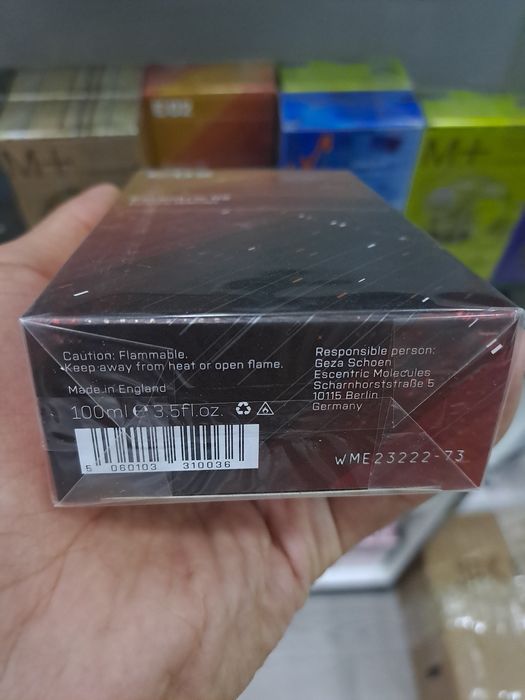 M+
E01
M+
Caution: Flammable.
Keep away from heat or open flame.
Made in England
100ml e 3.5fl.oz.
5 060103 310036
Responsible person:
Geza Schoen
Escentric Molecules
Scharnhorststraße 5
10115 Berlin
Germany
WME23222-73